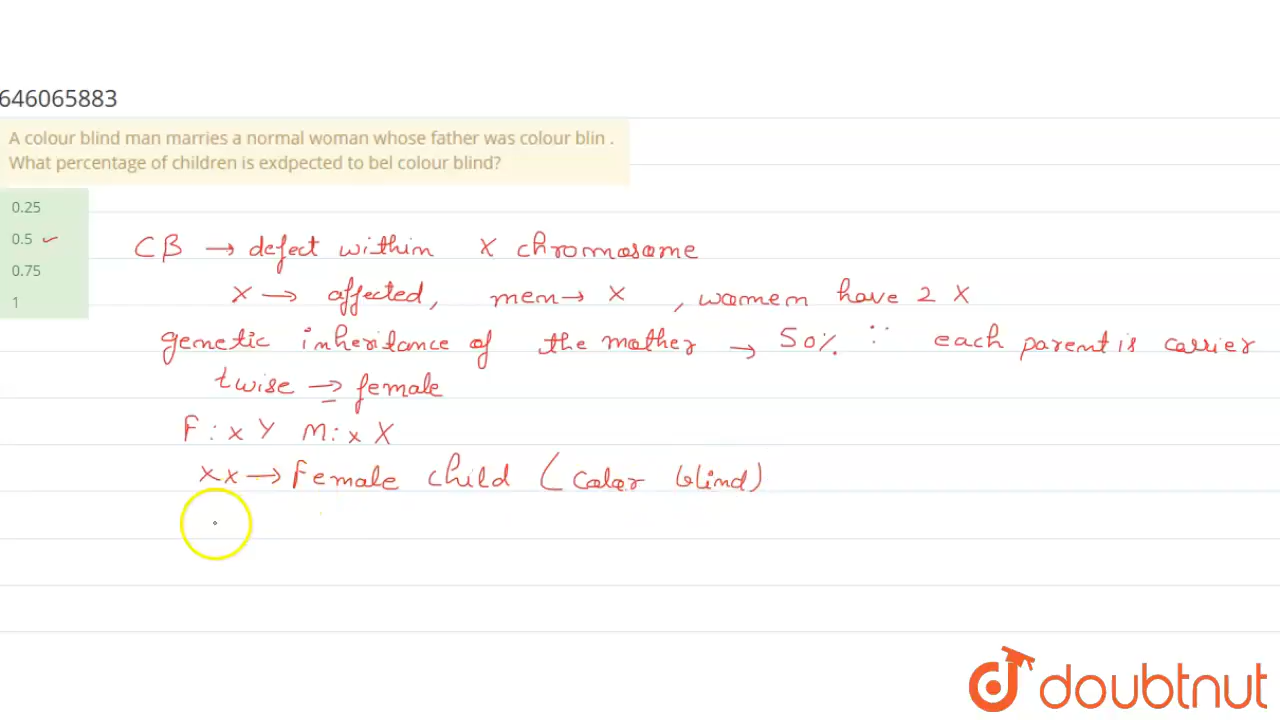 646065883
A colour blind man marries a normal woman whose father was colour blin .
What percentage of children is exdpected to bel colour blind?
0.25
0.5 ✓
0.75
1
CB → defect within X chromosome
X → affected, men → X , women have 2 X
genetic inheritance of the mother → 50% ∵ each parent is carrier
twise → female
F : x Y M : x X
xx → Female child (color blind)
doubtnut